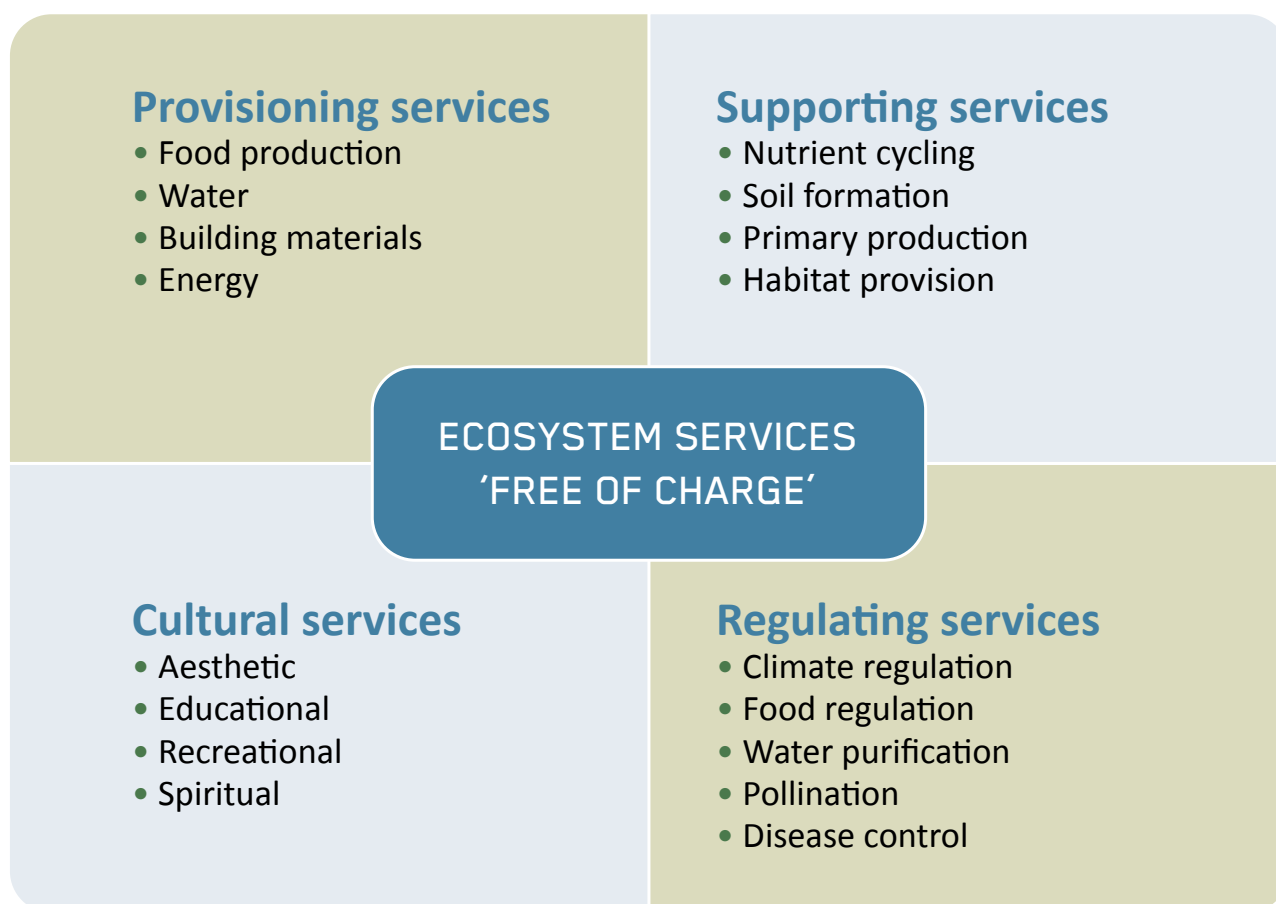 Provisioning services
• Food production
• Water
• Building materials
• Energy
Supporting services
• Nutrient cycling
• Soil formation
• Primary production
• Habitat provision
ECOSYSTEM SERVICES
′FREE OF CHARGE′
Cultural services
• Aesthetic
• Educational
• Recreational
• Spiritual
Regulating services
• Climate regulation
• Food regulation
• Water purification
• Pollination
• Disease control